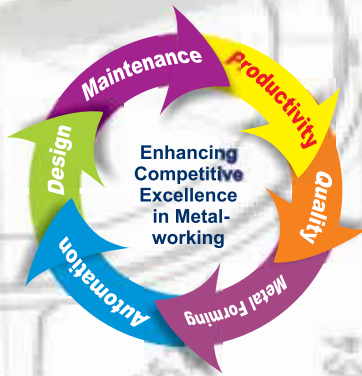 Maintenance
Productivity
Quality
Metal Forming
Automation
Design
Enhancing
Competitive
Excellence
in Metal-
working